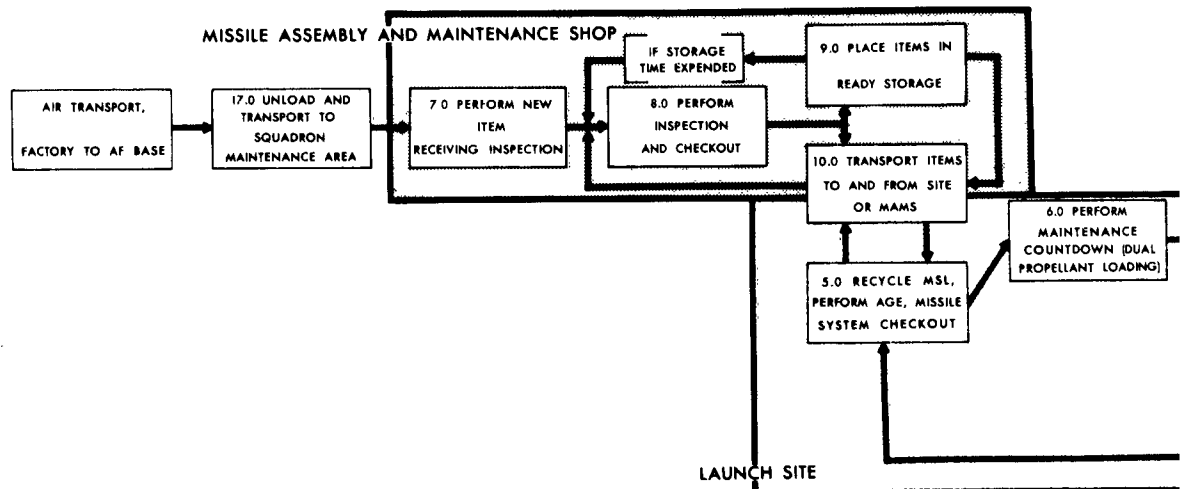 MISSILE ASSEMBLY AND MAINTENANCE SHOP
AIR TRANSPORT,
FACTORY TO AF BASE
17.0 UNLOAD AND
TRANSPORT TO
SQUADRON
MAINTENANCE AREA
7.0 PERFORM NEW
ITEM
RECEIVING INSPECTION
IF STORAGE
TIME EXPENDED
8.0 PERFORM
INSPECTION
AND CHECKOUT
9.0 PLACE ITEMS IN
READY STORAGE
10.0 TRANSPORT ITEMS
TO AND FROM SITE
OR MAMS
5.0 RECYCLE MSL,
PERFORM AGE, MISSILE
SYSTEM CHECKOUT
6.0 PERFORM
MAINTENANCE
COUNTDOWN (DUAL
PROPELLANT LOADING)
LAUNCH SITE